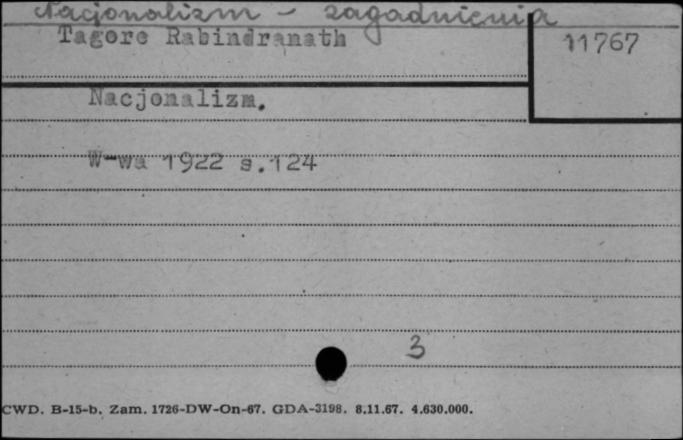 Nacjonalizm - zagadnienia
Tagore Rabindranath
11767
Nacjonalizm.
W-wa 1922 s.124
3
CWD. B-15-b. Zam. 1726-DW-On-67. GDA-3198. 8.11.67. 4.630.000.